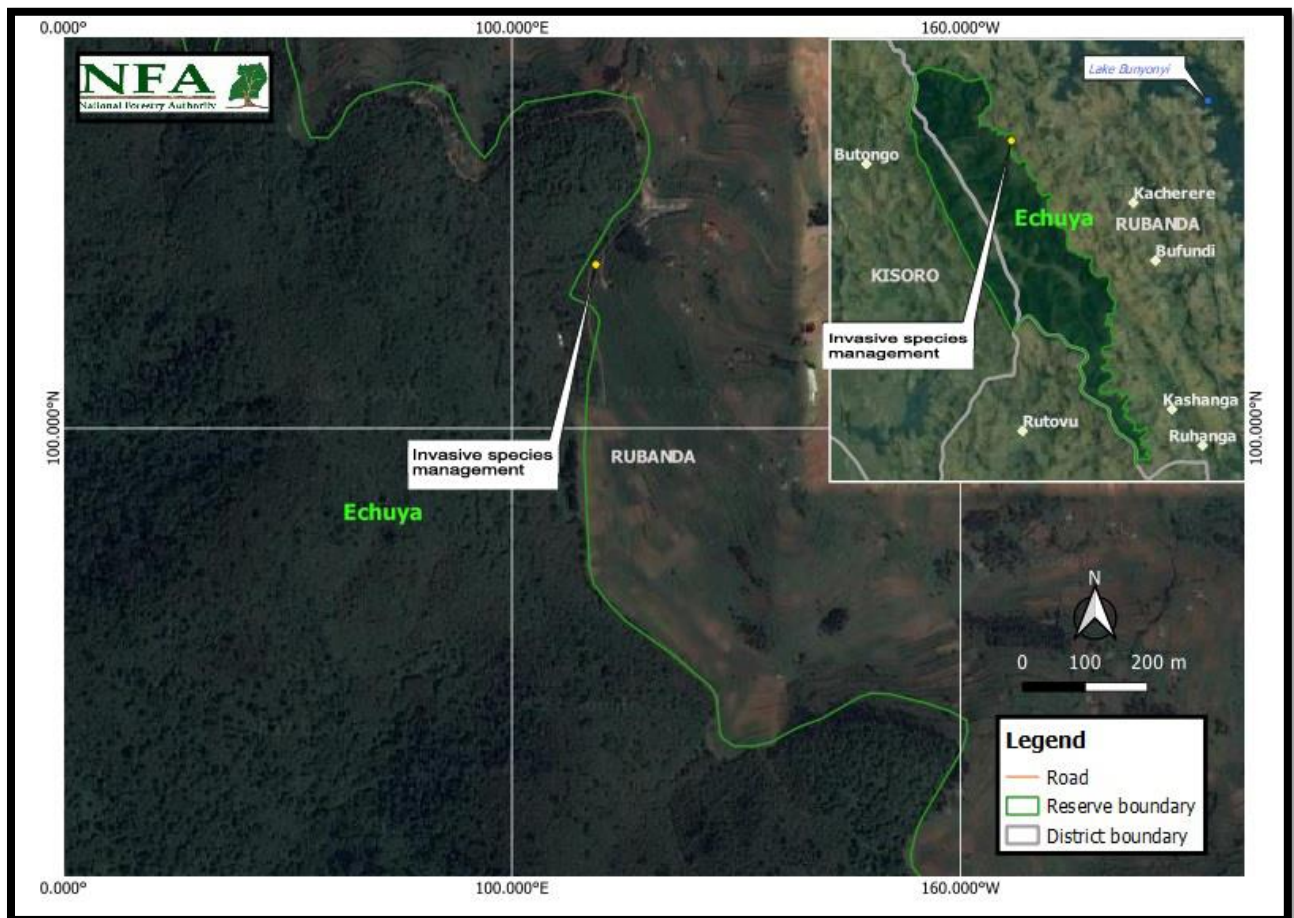 0.000°
100.000°E
160.000°W
NFA
National Forestry Authority
Lake Bunyonyi
Butongo
Kacherere
Echuya
RUBANDA
Bufundi
KISORO
Invasive species
management
Kashanga
Rutovu
Ruhanga
100.000°N
100.000°N
Invasive species
management
RUBANDA
Echuya
N
0 100 200 m
Legend
Road
Reserve boundary
District boundary
0.000°
100.000°E
160.000°W